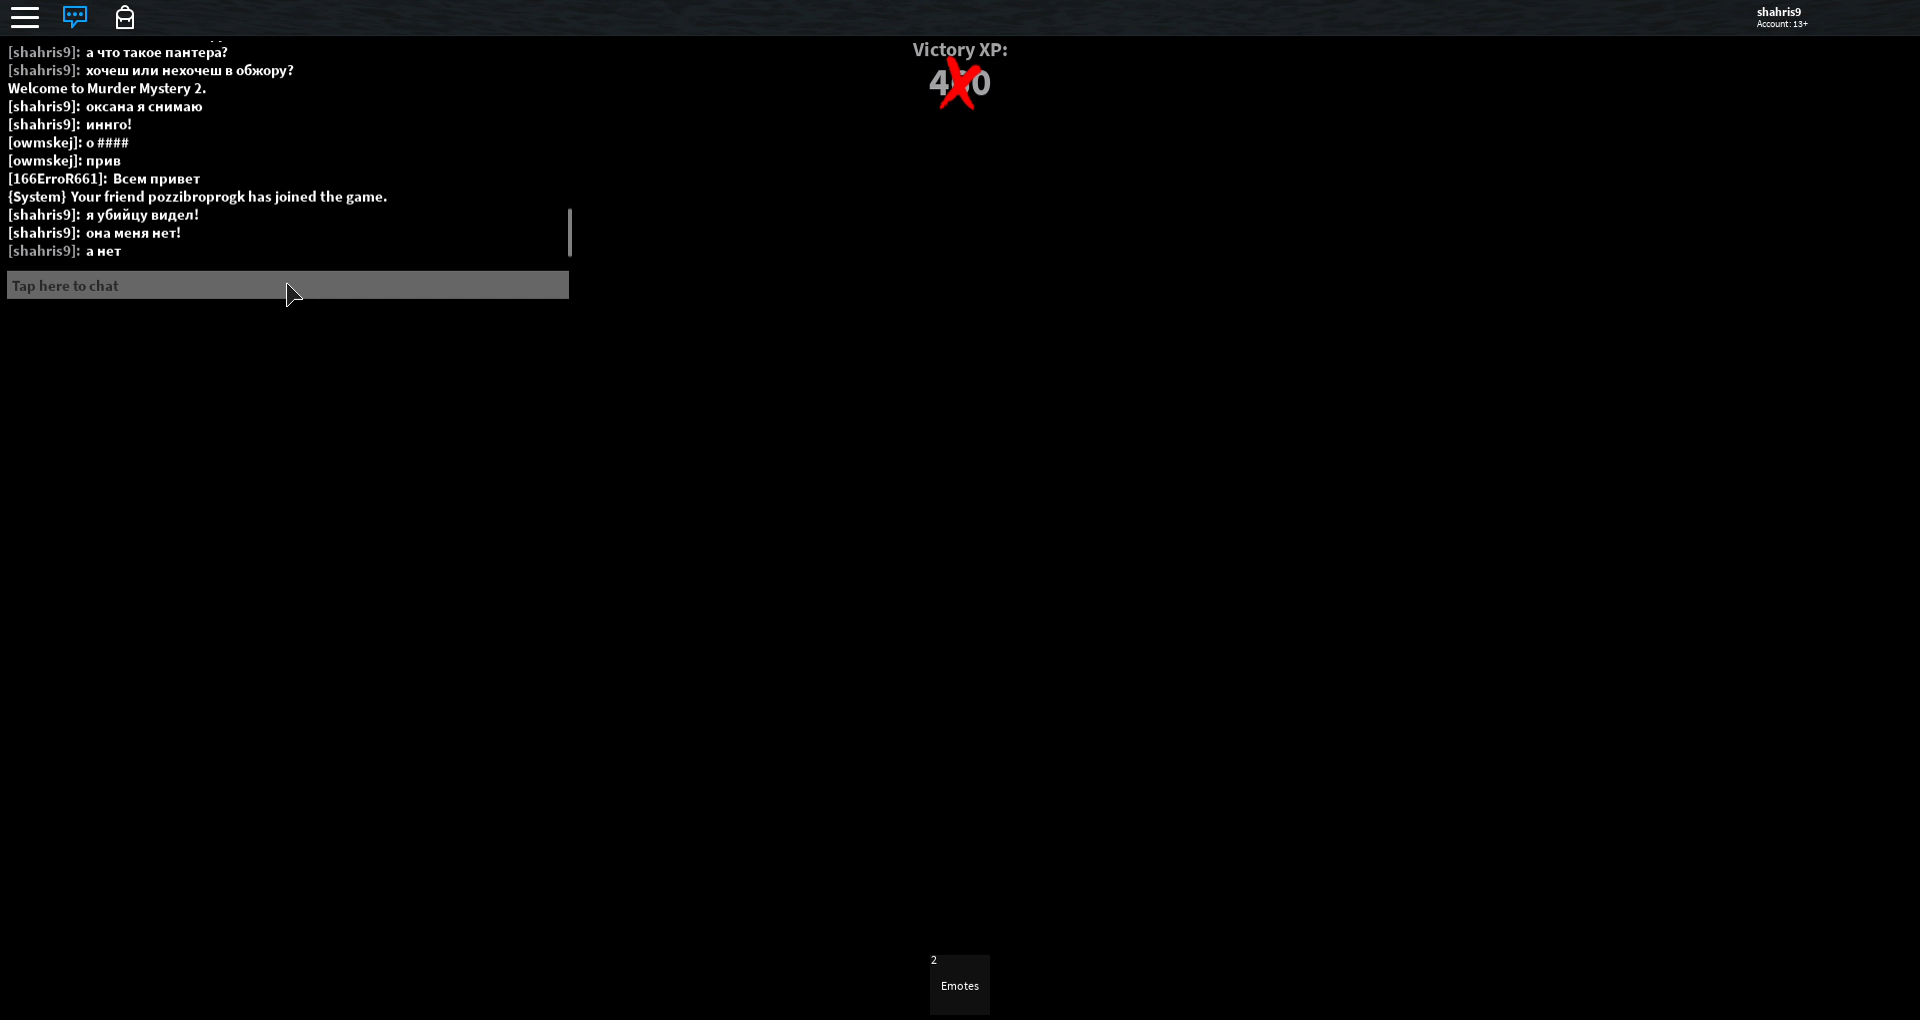 shahris9
Account: 13+
[shahris9]: а что такое пантера?
[shahris9]: хочеш или нехочеш в обжору?
Welcome to Murder Mystery 2.
[shahris9]: оксана я снимаю
[shahris9]: иннго!
[owmskej]: о ####
[owmskej]: прив
[166ErroR661]: Всем привет
{System} Your friend pozzibroprogk has joined the game.
[shahris9]: я убийцу видел!
[shahris9]: она меня нет!
[shahris9]: а нет
Tap here to chat
Victory XP:
2
Emotes